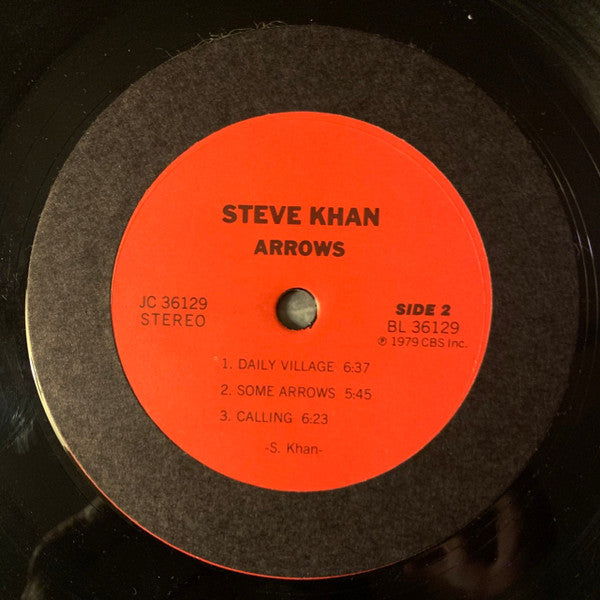 STEVE KHAN
ARROWS
JC 36129
STEREO
SIDE 2
BL 36129
℗ 1979 CBS Inc.
1. DAILY VILLAGE 6:37
2. SOME ARROWS 5:45
3. CALLING 6:23
-S. Khan-